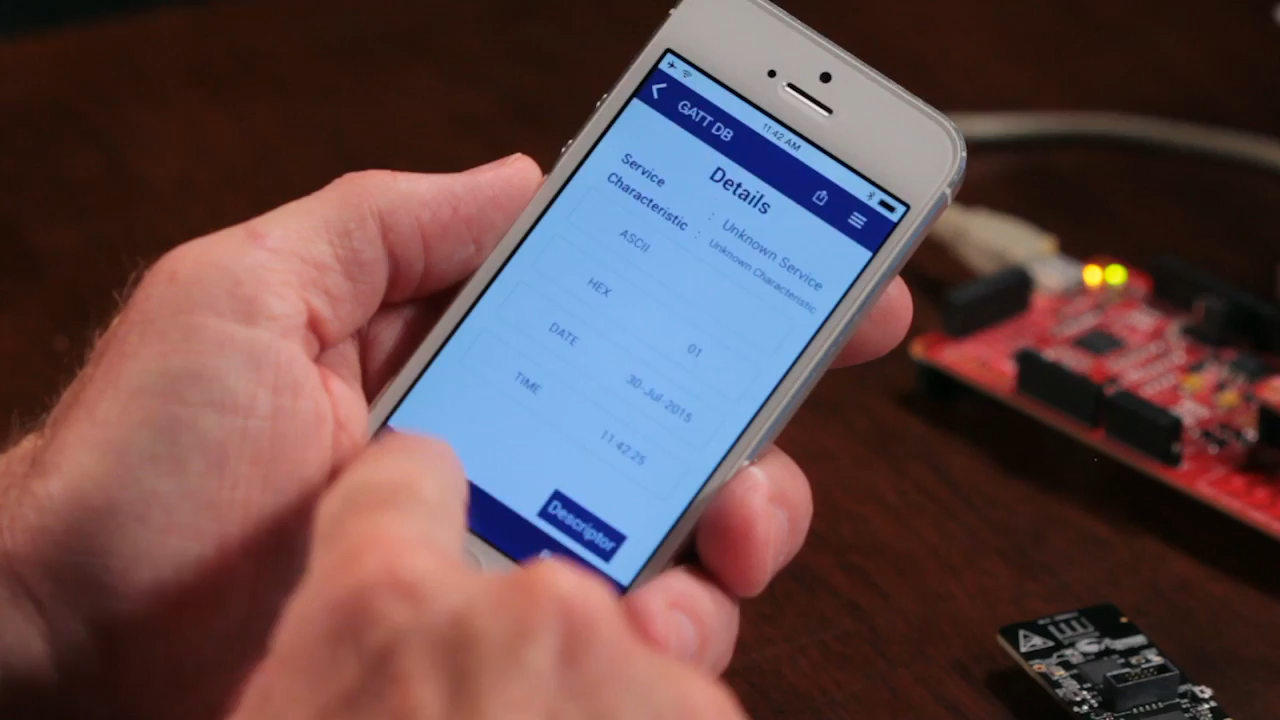 11:42 AM
GATT DB
Details
Service : Unknown Service
Characteristic : Unknown Characteristic
ASCII
HEX
01
DATE
30-Jul-2015
TIME
11:42:25
Descriptor